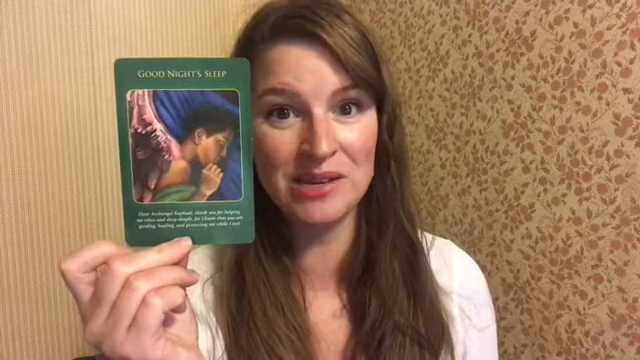 GOOD NIGHT'S SLEEP
Dear Archangel Raphael, thank you for helping
me relax and sleep deeply, for I know that you are
guiding, healing, and protecting me while I rest.